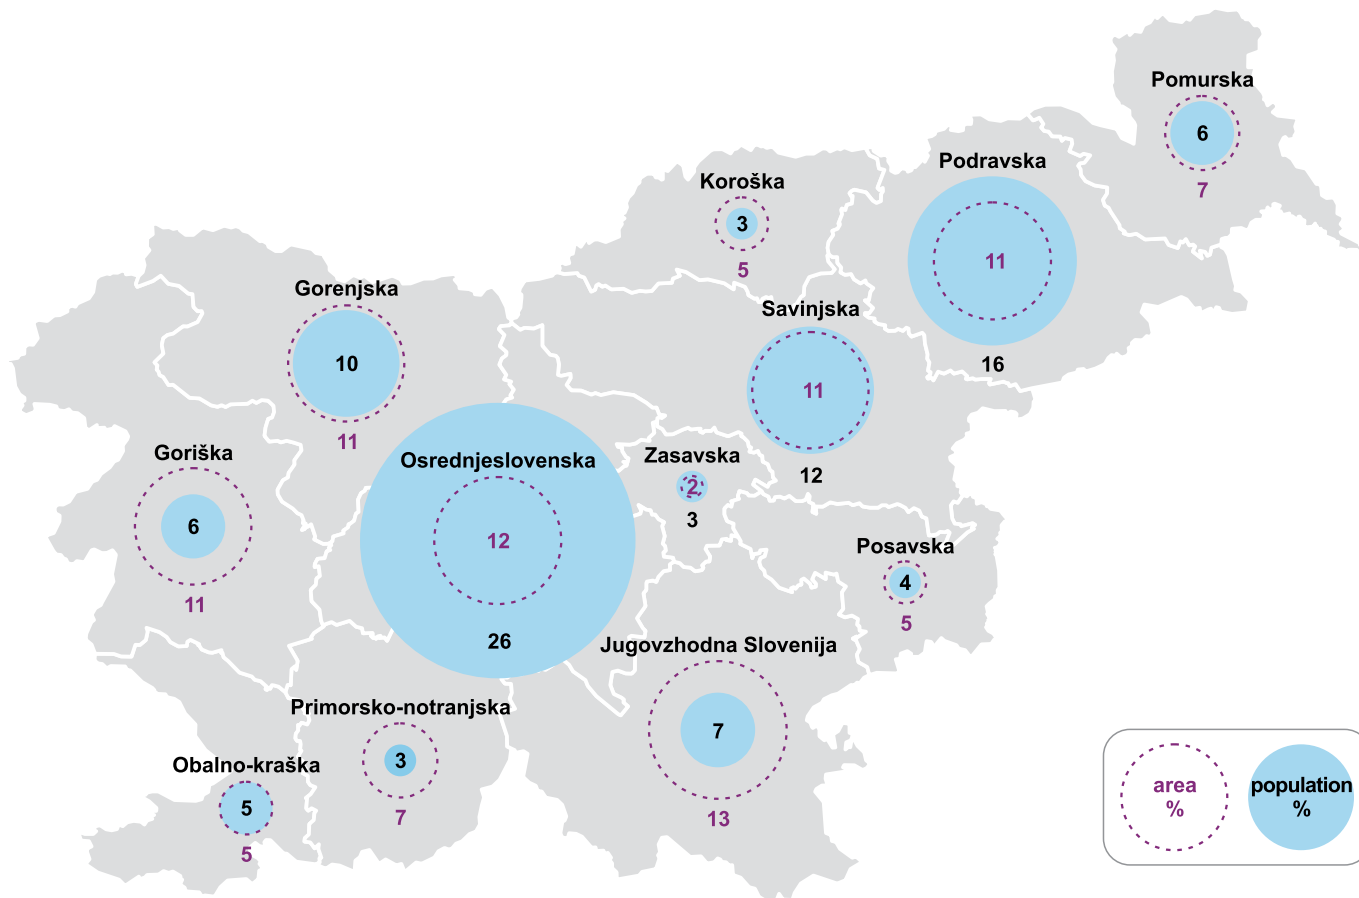 Pomurska
6
7
Podravska
11
16
Koroška
3
5
Gorenjska
10
11
Savinjska
11
12
Goriška
6
11
Osrednjeslovenska
12
26
Zasavska
2
3
Posavska
4
5
Jugovzhodna Slovenija
7
13
Primorsko-notranjska
3
7
Obalno-kraška
5
5
area
%
population
%